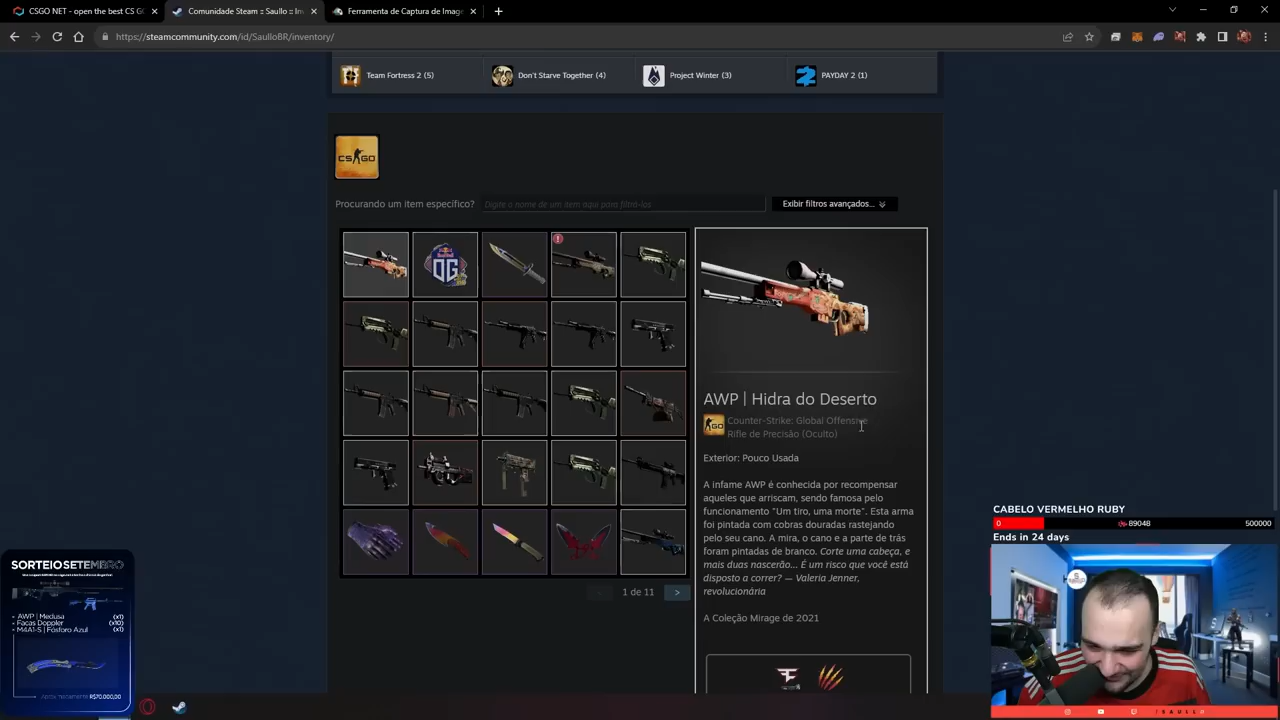 CSGO NET - open the best CS G
Comunidade Steam :: Saullo :: Inv
Ferramenta de Captura de Image
https://steamcommunity.com/id/SaulloBR/inventory/
Team Fortress 2 (5)
Don't Starve Together (4)
Project Winter (3)
PAYDAY 2 (1)
CS GO
Procurando um item específico?
Digite o nome de um item aqui para filtrá-los
Exibir filtros avançados...
OG
AWP | Hidra do Deserto
Counter-Strike: Global Offensive
Rifle de Precisão (Oculto)
Exterior: Pouco Usada
A infame AWP é conhecida por recompensar
aqueles que arriscam, sendo famosa pelo
funcionamento "Um tiro, uma morte". Esta arma
foi pintada com cobras douradas rastejando
pelo seu cano. A mira, o cano e a parte de trás
foram pintadas de branco. Corte uma cabeça, e
mais duas nascerão... É um risco que você está
disposto a correr? — Valeria Jenner,
revolucionária
A Coleção Mirage de 2021
1 de 11
>
CABELO VERMELHO RUBY
0
89048
500000
Ends in 24 days
SORTEIO SETEMBRO
- AWP | Medusa (x1)
- Facas Doppler (x10)
- M4A1-S | Fósforo Azul (x1)
R$70.000,00